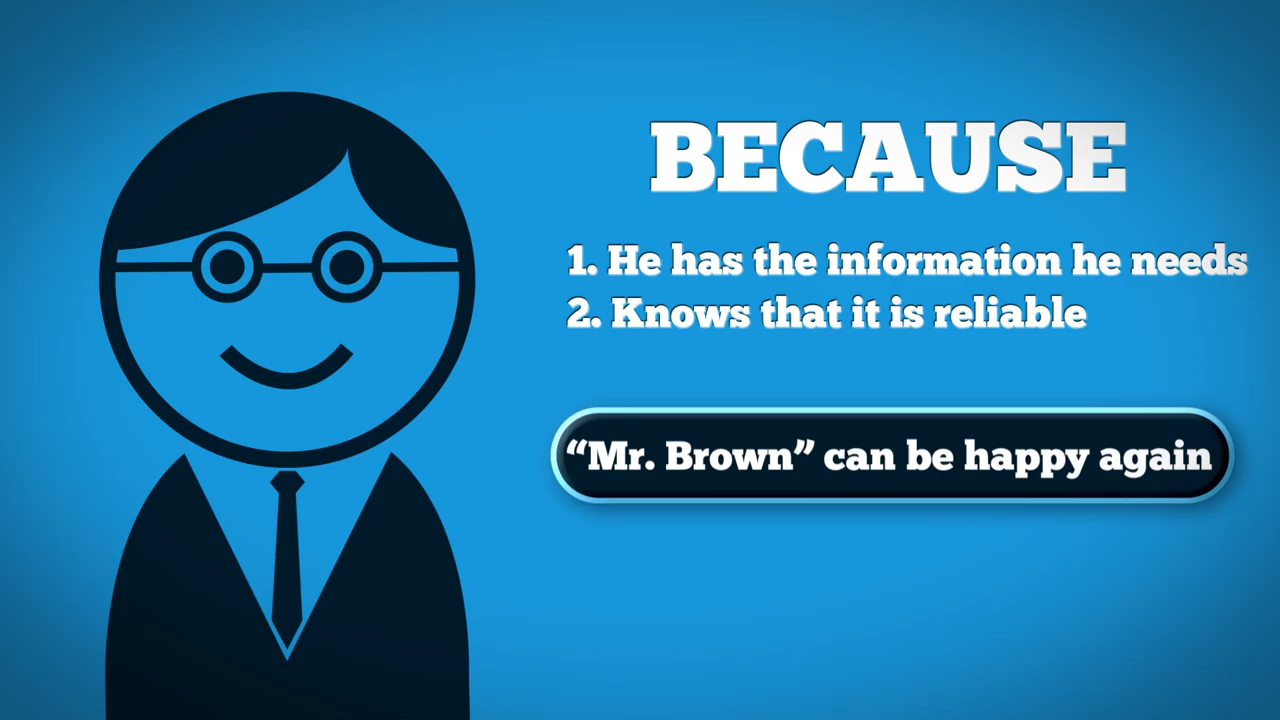 BECAUSE
1. He has the information he needs
2. Knows that it is reliable
“Mr. Brown” can be happy again